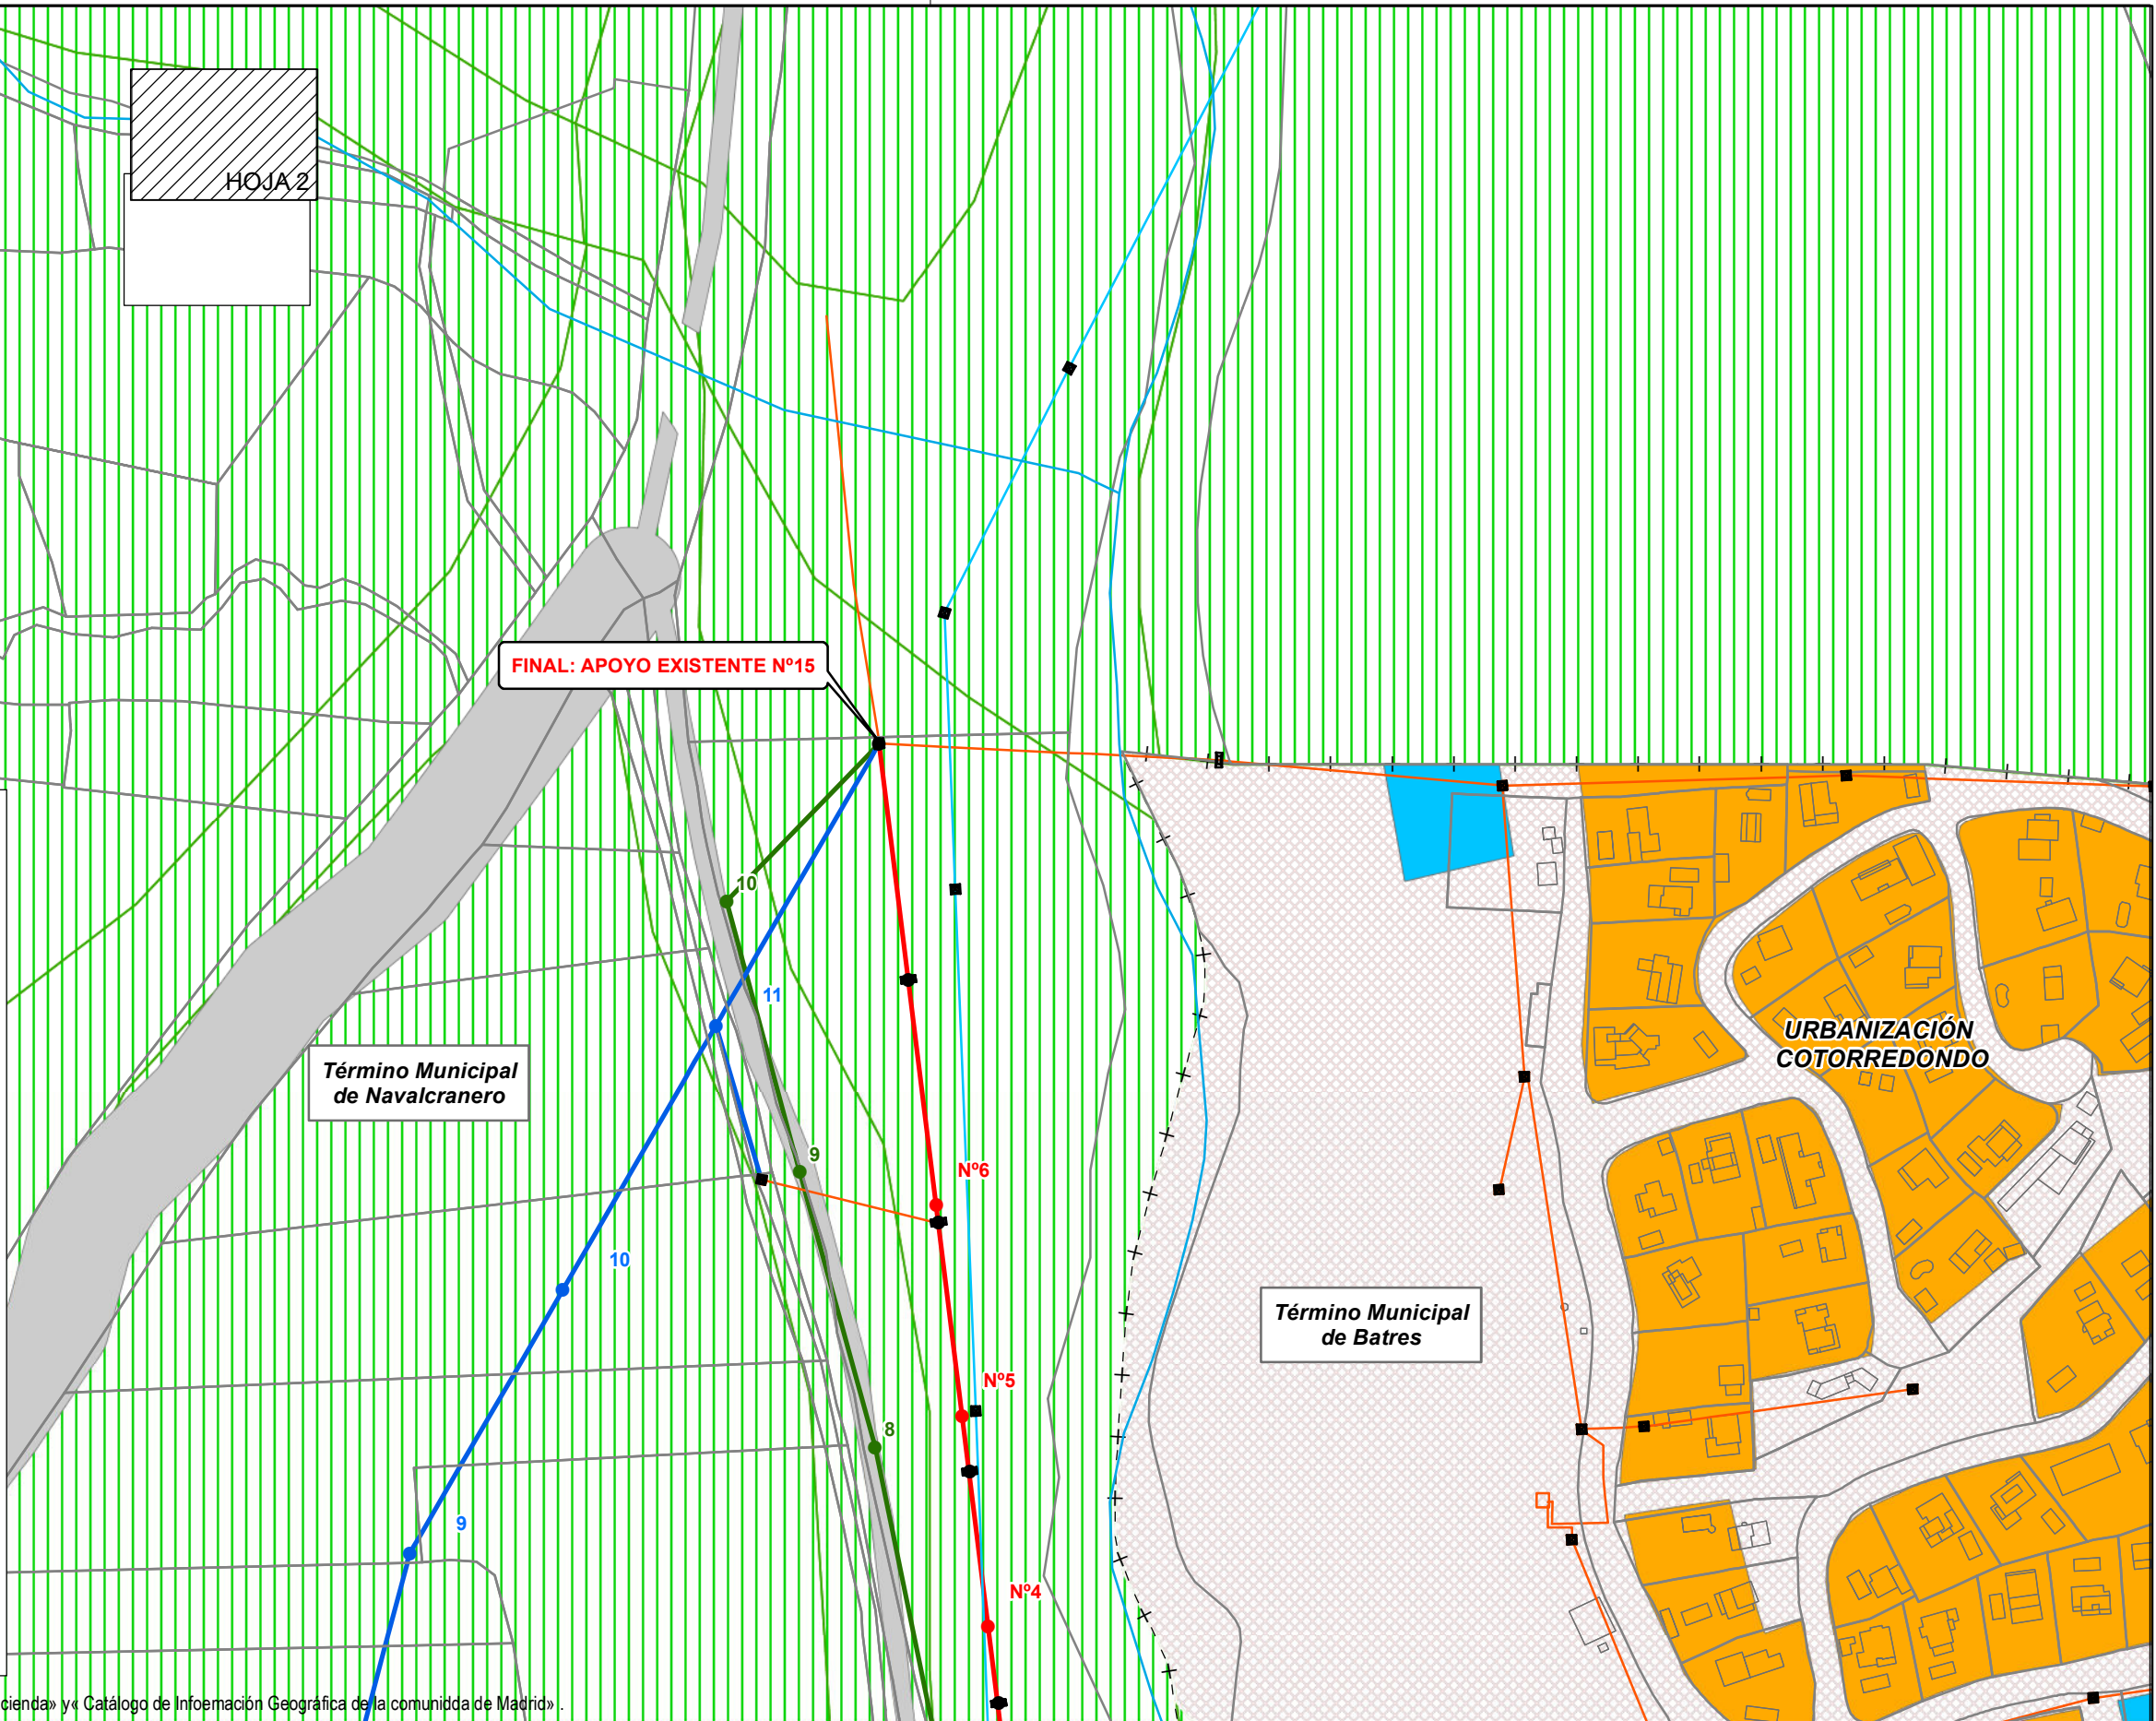 HOJA 2
FINAL: APOYO EXISTENTE Nº15
10
11
Término Municipal
de Navalcranero
URBANIZACIÓN
COTORREDONDO
9
Nº6
10
Término Municipal
de Batres
Nº5
8
9
Nº4
cienda» y« Catálogo de Infoemación Geográfica de la comunidda de Madrid» .